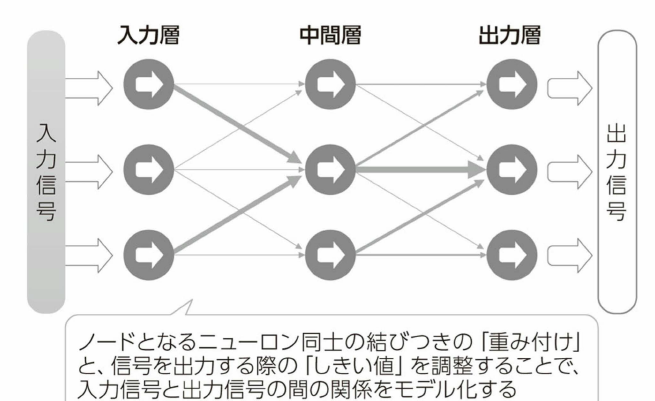 入力層
中間層
出力層
入力信号
出力信号
ノードとなるニューロン同士の結びつきの「重み付け」
と、信号を出力する際の「しきい値」を調整することで、
入力信号と出力信号の間の関係をモデル化する